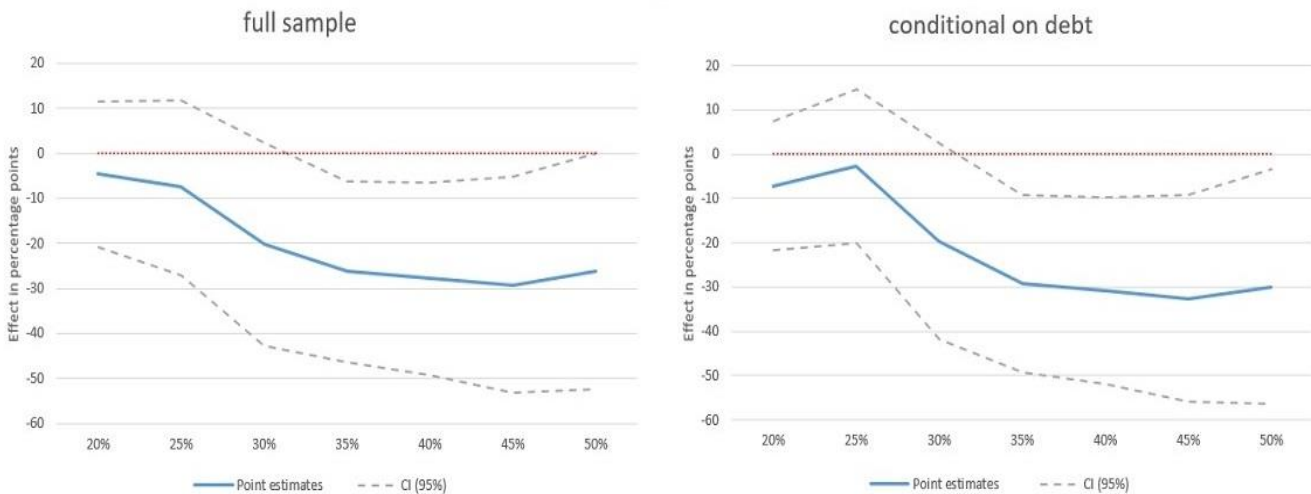 full sample
20
10
0
-10
-20
-30
-40
-50
-60
Effect in percentage points
20% 25% 30% 35% 40% 45% 50%
Point estimates CI (95%)
conditional on debt
20
10
0
-10
-20
-30
-40
-50
-60
Effect in percentage points
20% 25% 30% 35% 40% 45% 50%
Point estimates CI (95%)